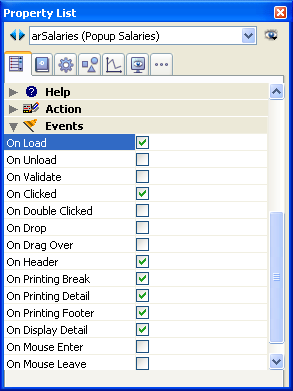 Property List
arSalaries (Popup Salaries)
Help
Action
Events
On Load
On Unload
On Validate
On Clicked
On Double Clicked
On Drop
On Drag Over
On Header
On Printing Break
On Printing Detail
On Printing Footer
On Display Detail
On Mouse Enter
On Mouse Leave